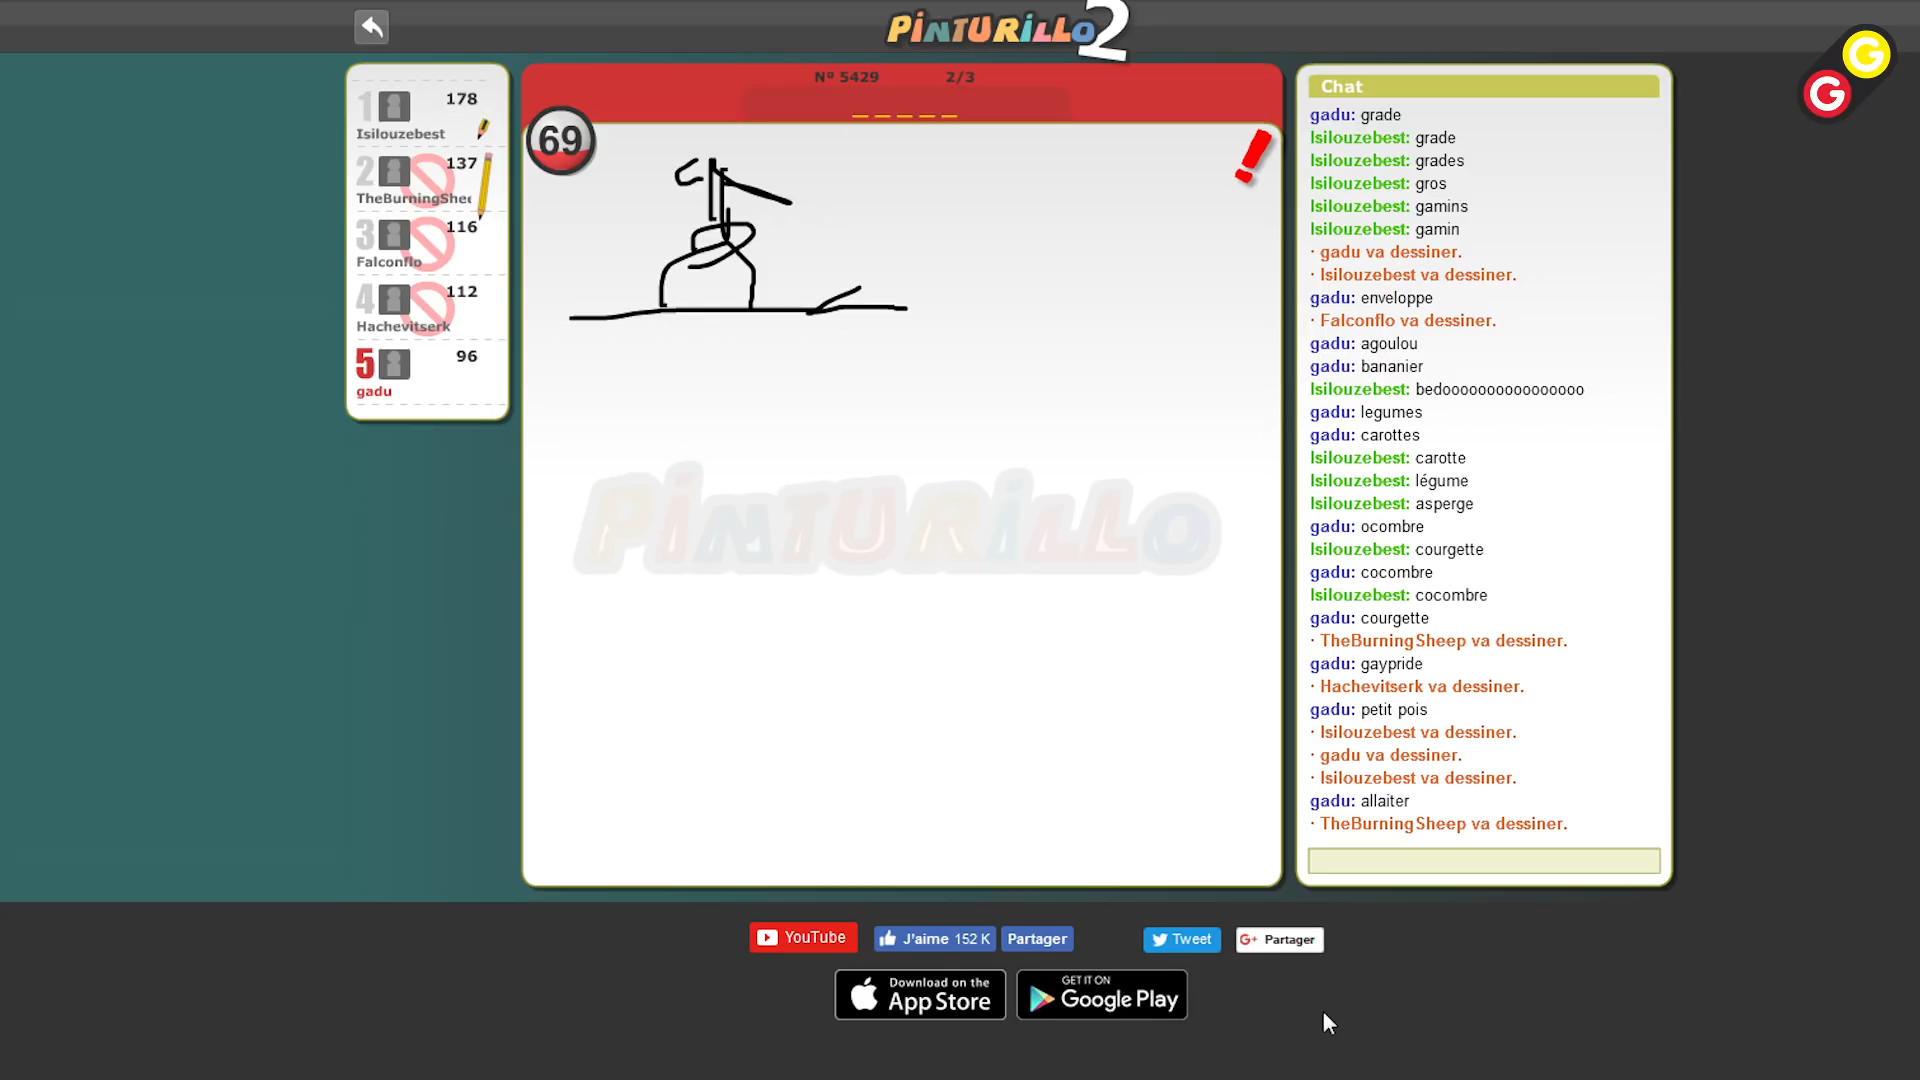 PINTURILLO 2
Nº 5429 2/3
69
1 178
Isilouzebest
2 137
TheBurningShee
3 116
Falconflo
4 112
Hachevitserk
5 96
gadu
PINTURILLO
Chat
gadu: grade
Isilouzebest: grade
Isilouzebest: grades
Isilouzebest: gros
Isilouzebest: gamins
Isilouzebest: gamin
· gadu va dessiner.
· Isilouzebest va dessiner.
gadu: enveloppe
· Falconflo va dessiner.
gadu: agoulou
gadu: bananier
Isilouzebest: bedoooooooooooooooo
gadu: legumes
gadu: carottes
Isilouzebest: carotte
Isilouzebest: légume
Isilouzebest: asperge
gadu: ocombre
Isilouzebest: courgette
gadu: cocombre
Isilouzebest: cocombre
gadu: courgette
· TheBurningSheep va dessiner.
gadu: gaypride
· Hachevitserk va dessiner.
gadu: petit pois
· Isilouzebest va dessiner.
· gadu va dessiner.
· Isilouzebest va dessiner.
gadu: allaiter
· TheBurningSheep va dessiner.
G
G
YouTube J'aime 152 K Partager Tweet G+ Partager
Download on the
App Store
GET IT ON
Google Play